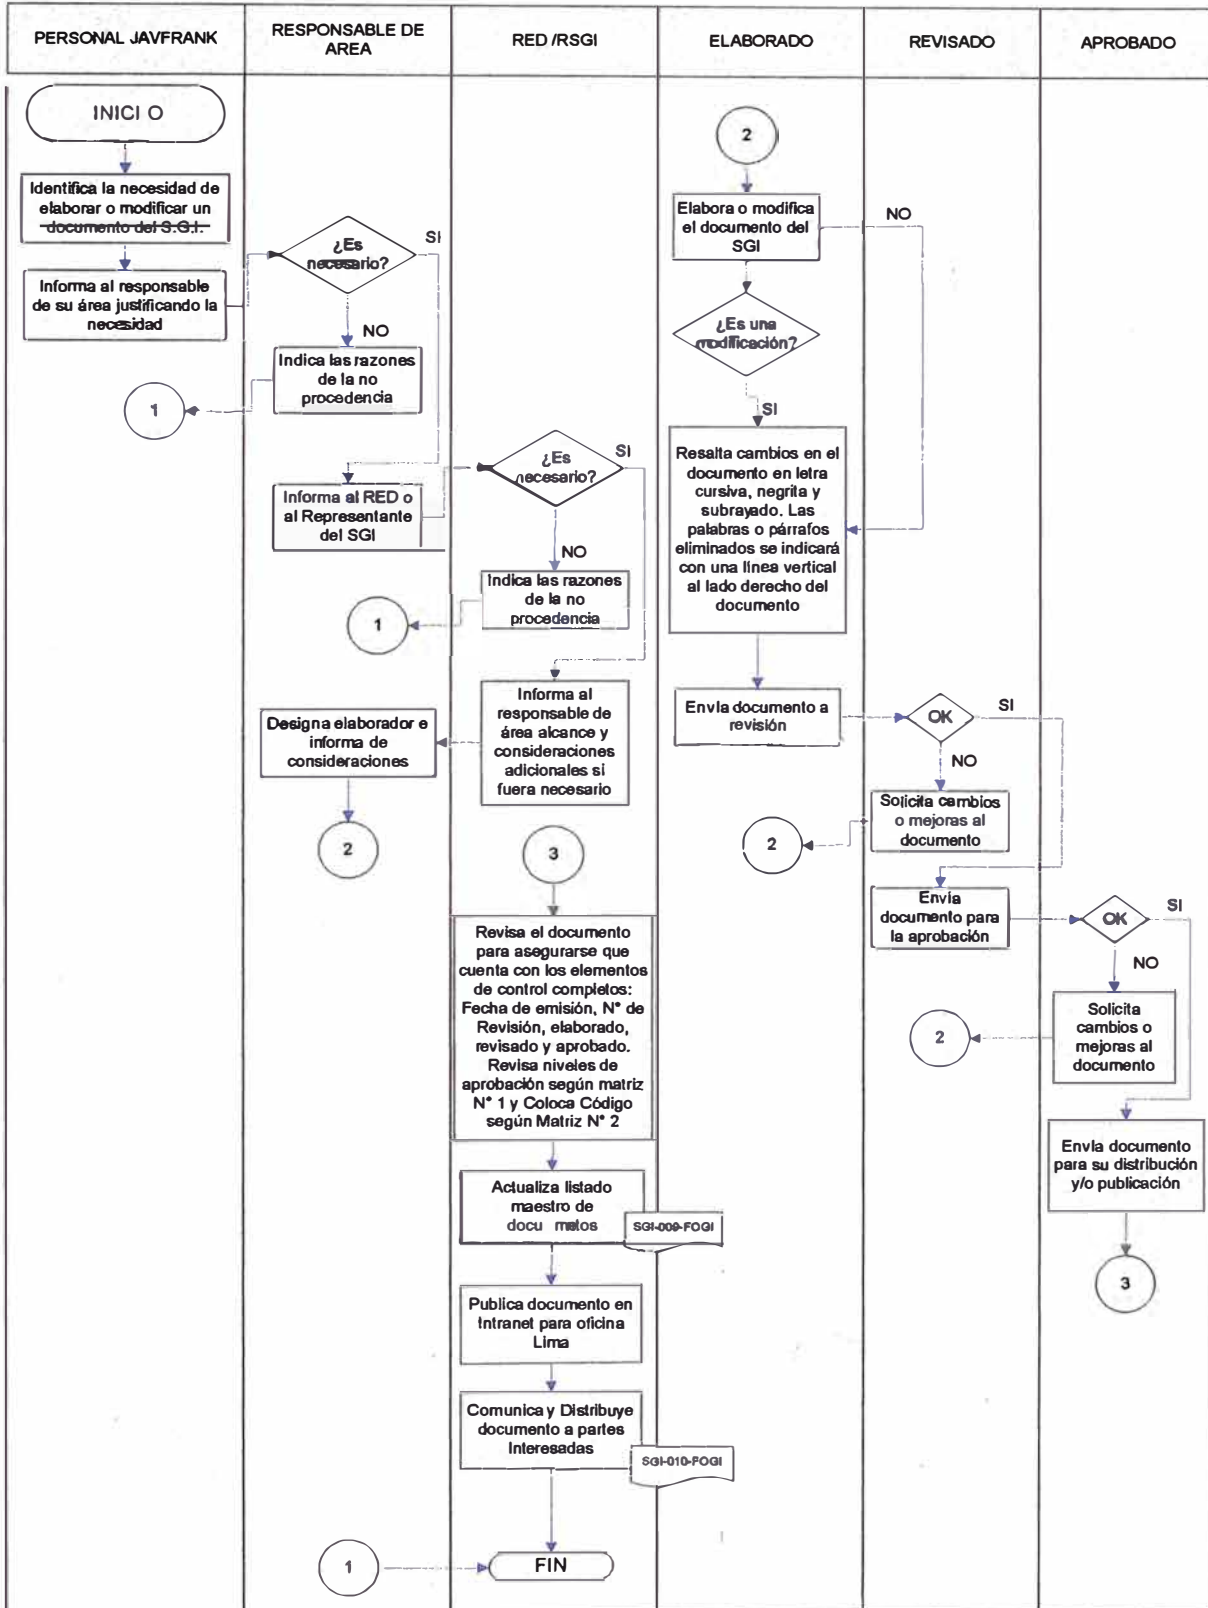 PERSONAL JAVFRANK
RESPONSABLE DE
AREA
RED /RSGI
ELABORADO
REVISADO
APROBADO
INICI O
Identifica la necesidad de
elaborar o modificar un
documento del S.G.I.
Informa al responsable
de su área justificando la
necesidad
¿Es
necesario?
SI
NO
Indica las razones
de la no
procedencia
1
Informa al RED o
al Representante
del SGI
¿Es
necesario?
SI
NO
Indica las razones
de la no
procedencia
1
Informa al
responsable de
área alcance y
consideraciones
adicionales si
fuera necesario
Designa elaborador e
informa de
consideraciones
2
2
Elabora o modifica
el documento del
SGI
NO
¿Es una
modificación?
SI
Resalta cambios en el
documento en letra
cursiva, negrita y
subrayado. Las
palabras o párrafos
eliminados se indicará
con una línea vertical
al lado derecho del
documento
Envía documento a
revisión
OK
SI
NO
Solicita cambios
o mejoras al
documento
2
Envía
documento para
la aprobación
OK
SI
NO
Solicita
cambios o
mejoras al
documento
2
Envía documento
para su distribución
y/o publicación
3
3
Revisa el documento
para asegurarse que
cuenta con los elementos
de control completos:
Fecha de emisión, N° de
Revisión, elaborado,
revisado y aprobado.
Revisa niveles de
aprobación según matriz
N° 1 y Coloca Código
según Matriz N° 2
Actualiza listado
maestro de
docu metos
SGI-009-FOGI
Publica documento en
Intranet para oficina
Lima
Comunica y Distribuye
documento a partes
Interesadas
SGI-010-FOGI
1
FIN